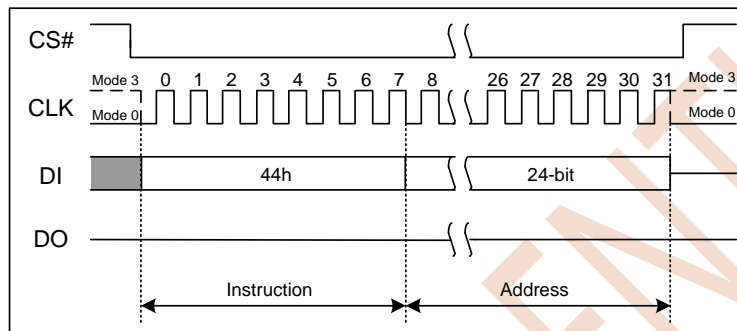 CS#
Mode 3 0 1 2 3 4 5 6 7 8 26 27 28 29 30 31 Mode 3
CLK
Mode 0 Mode 0
DI 44h 24-bit
DO
Instruction Address